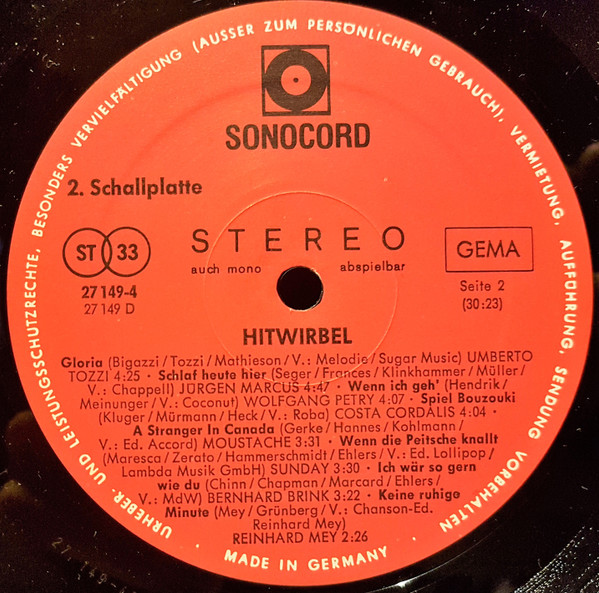 URHEBER- UND LEISTUNGSSCHUTZRECHTE, BESONDERS VERVIELFÄLTIGUNG (AUSSER ZUM PERSÖNLICHEN GEBRAUCH), VERMIETUNG, AUFFÜHRUNG, SENDUNG VORBEHALTEN
SONOCORD
2. Schallplatte
ST 33
STEREO
GEMA
auch mono abspielbar
27 149-4
27 149 D
Seite 2
(30:23)
HITWIRBEL
Gloria (Bigazzi/Tozzi/Mathieson/V.: Melodie/Sugar Music) UMBERTO
TOZZI 4:25 · Schlaf heute hier (Seger/Frances/Klinkhammer/Müller/
V.: Chappell) JÜRGEN MARCUS 4:47 · Wenn ich geh' (Hendrik/
Meinunger/V.: Coconut) WOLFGANG PETRY 4:07 · Spiel Bouzouki
(Kluger/Mürmann/Heck/V.: Roba) COSTA CORDALIS 4:04 ·
A Stranger In Canada (Gerke/Hannes/Kohlmann/
V.: Ed. Accord) MOUSTACHE 3:31 · Wenn die Peitsche knallt
(Maresca/Zerato/Hammerschmidt/Ehlers/V.: Ed. Lollipop/
Lambda Musik GmbH) SUNDAY 3:30 · Ich wär so gern
wie du (Chinn/Chapman/Marcard/Ehlers/
V.: MdW) BERNHARD BRINK 3:22 · Keine ruhige
Minute (Mey/Grünberg/V.: Chanson-Ed.
Reinhard Mey)
REINHARD MEY 2:26
· MADE IN GERMANY ·